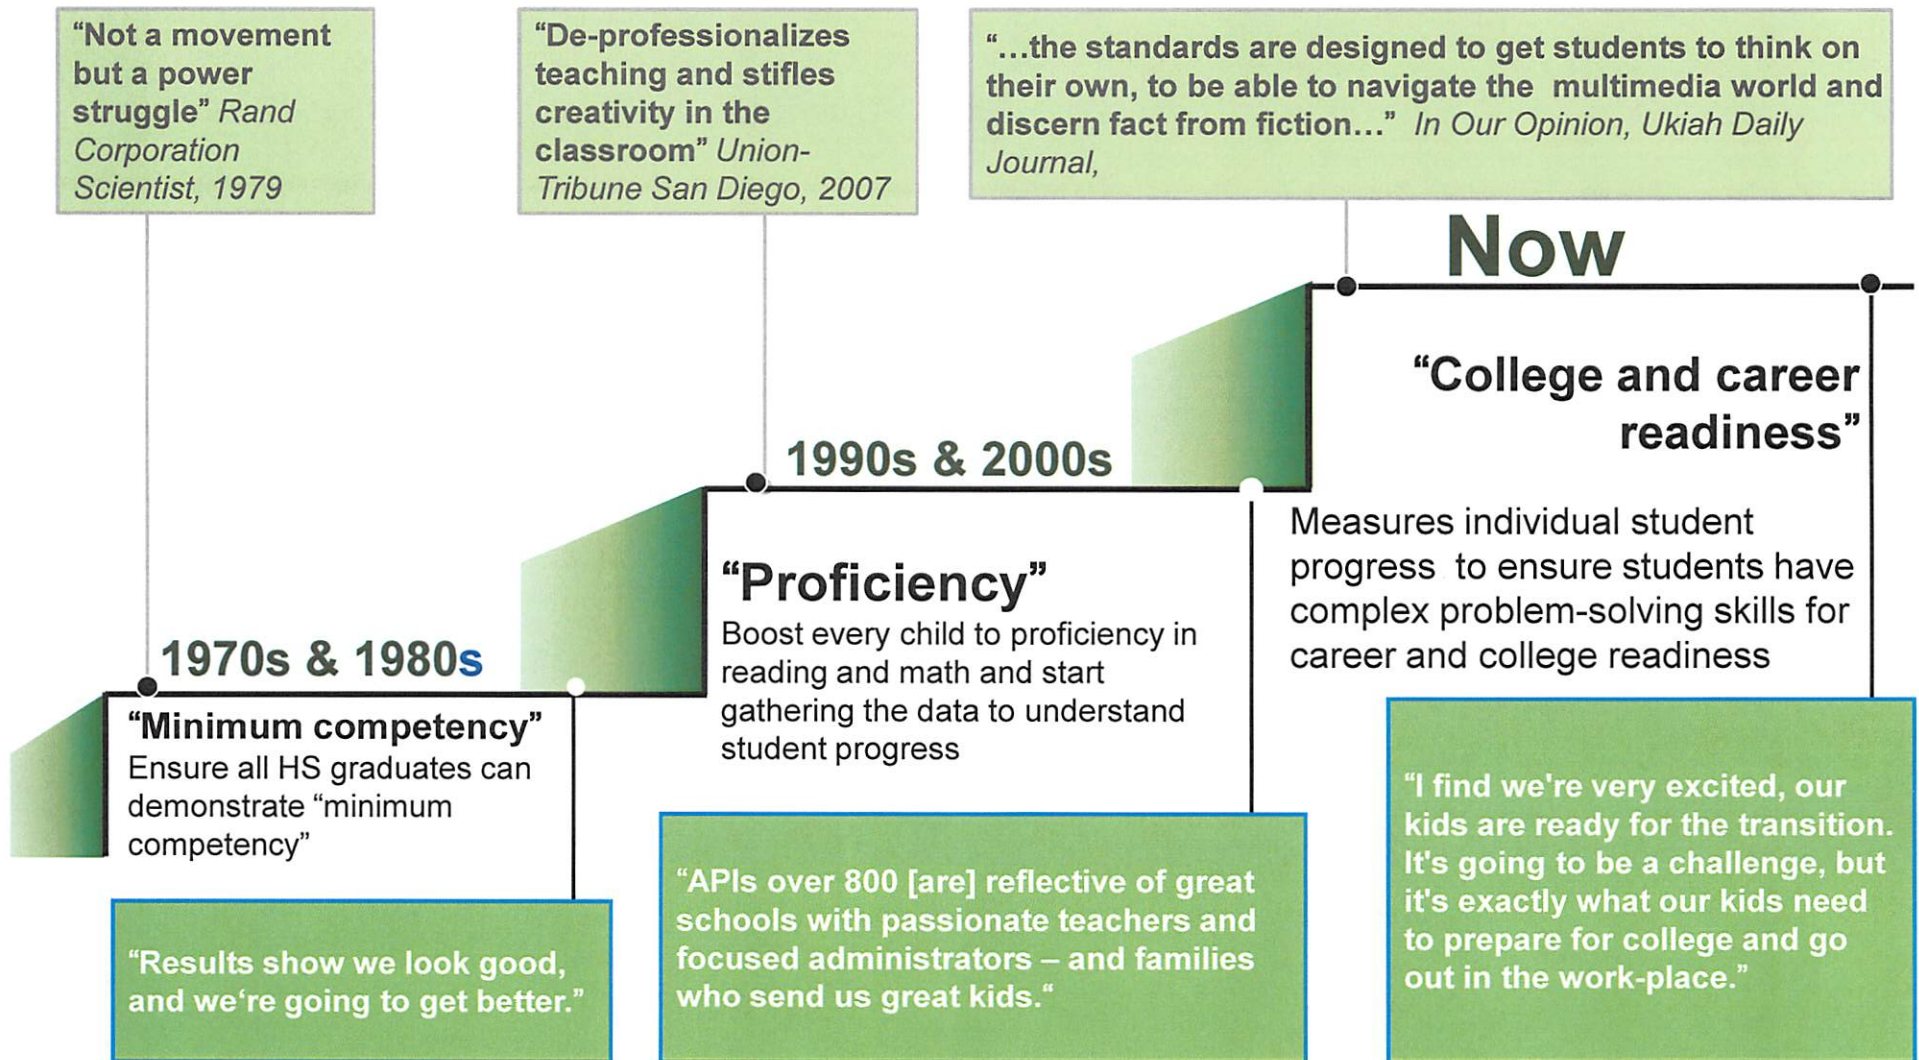 “Not a movement
but a power
struggle” Rand
Corporation
Scientist, 1979
“De-professionalizes
teaching and stifles
creativity in the
classroom” Union-
Tribune San Diego, 2007
“...the standards are designed to get students to think on
their own, to be able to navigate the multimedia world and
discern fact from fiction...” In Our Opinion, Ukiah Daily
Journal,
Now
“College and career
readiness”
Measures individual student
progress to ensure students have
complex problem-solving skills for
career and college readiness
1990s & 2000s
“Proficiency”
Boost every child to proficiency in
reading and math and start
gathering the data to understand
student progress
1970s & 1980s
“Minimum competency”
Ensure all HS graduates can
demonstrate “minimum
competency”
“Results show we look good,
and we‘re going to get better.”
“APIs over 800 [are] reflective of great
schools with passionate teachers and
focused administrators – and families
who send us great kids.“
“I find we're very excited, our
kids are ready for the transition.
It's going to be a challenge, but
it's exactly what our kids need
to prepare for college and go
out in the work-place.”